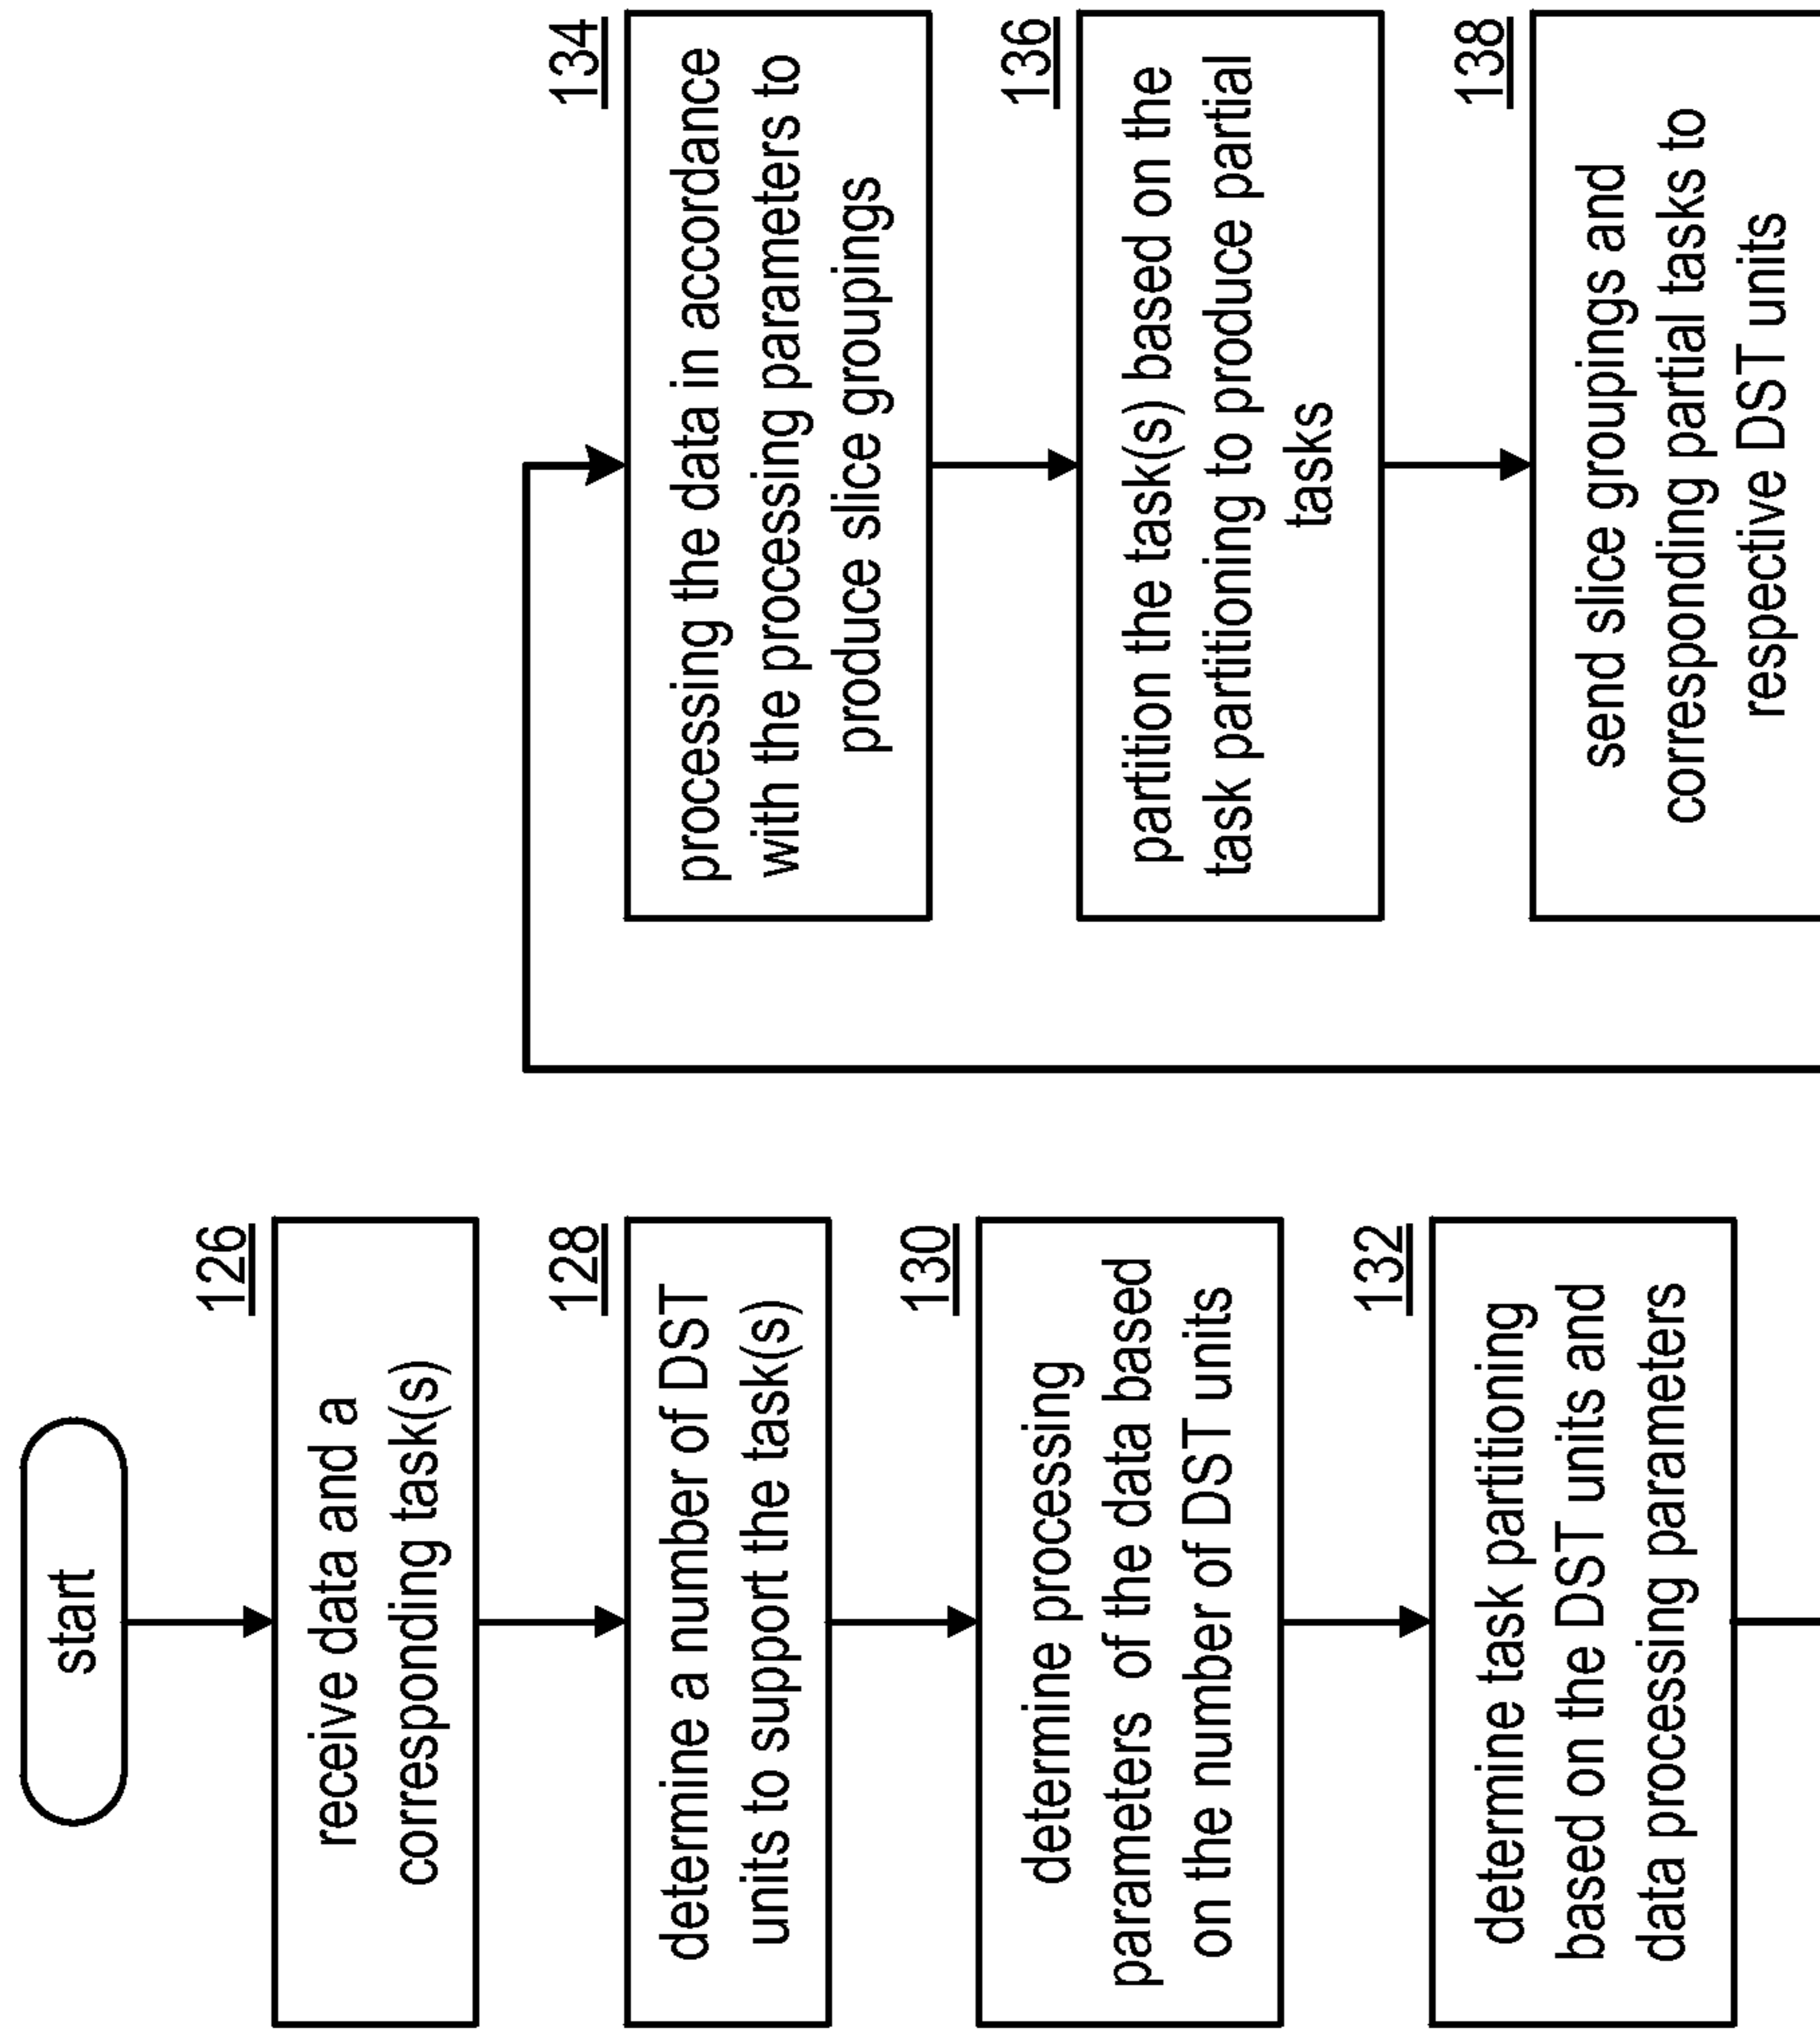 start
126
receive data and a
corresponding task(s)
128
determine a number of DST
units to support the task(s)
130
determine processing
parameters of the data based
on the number of DST units
132
determine task partitioning
based on the DST units and
data processing parameters
134
processing the data in accordance
with the processing parameters to
produce slice groupings
136
partition the task(s) based on the
task partitioning to produce partial
tasks
138
send slice groupings and
corresponding partial tasks to
respective DST units